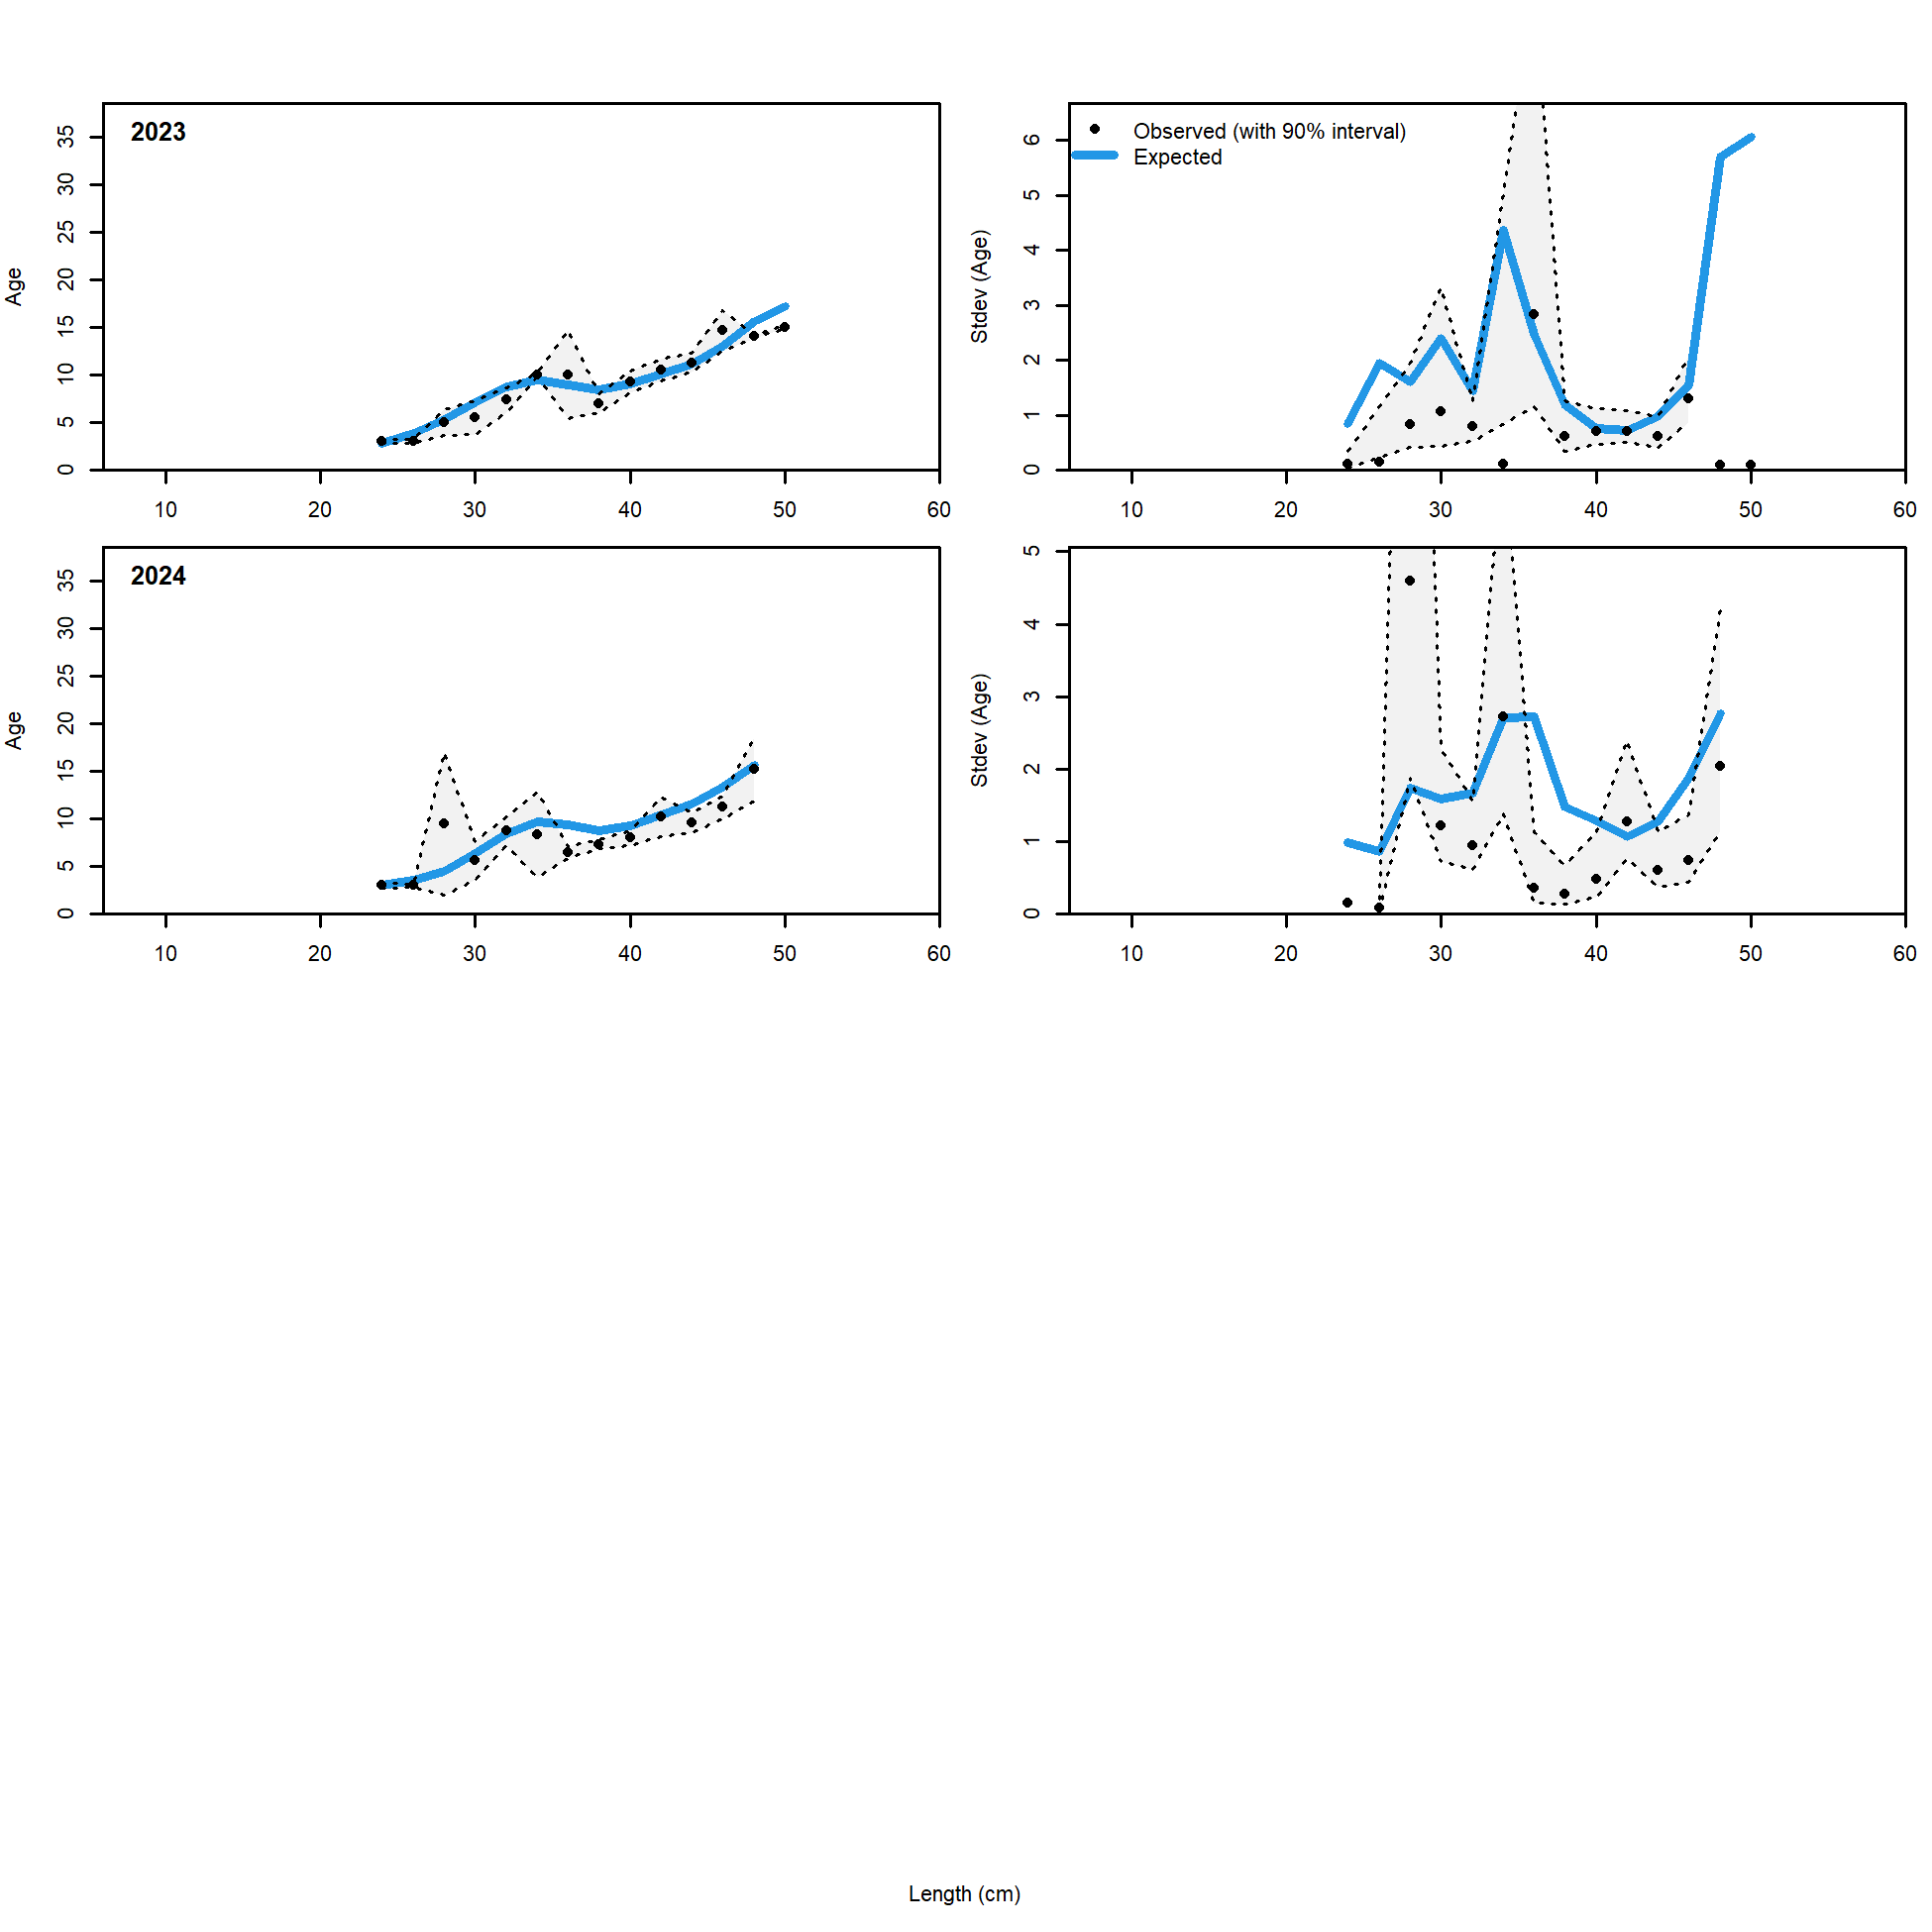 2023
Age
0 5 10 15 20 25 30 35
10 20 30 40 50 60
Observed (with 90% interval)
Expected
Stdev (Age)
0 1 2 3 4 5 6
10 20 30 40 50 60
2024
Age
0 5 10 15 20 25 30 35
10 20 30 40 50 60
Stdev (Age)
0 1 2 3 4 5
10 20 30 40 50 60
Length (cm)